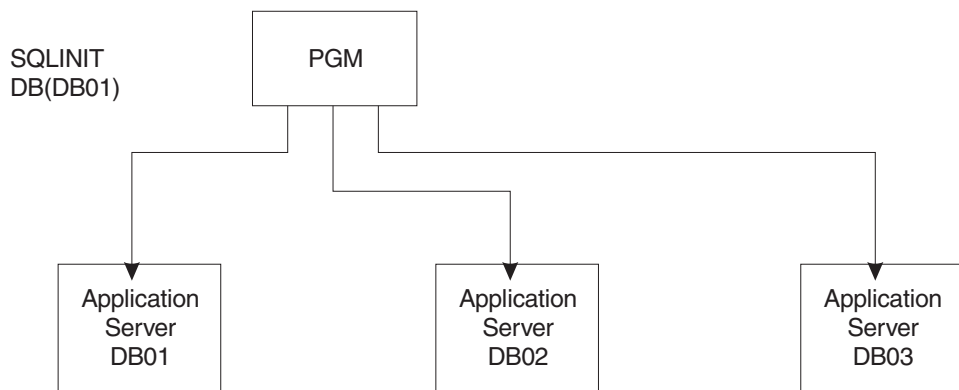 SQLINIT
DB(DB01)
PGM
Application
Server
DB01
Application
Server
DB02
Application
Server
DB03